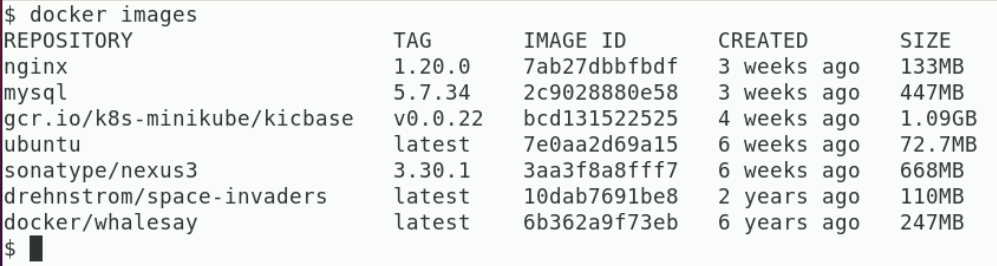 $ docker images
REPOSITORY TAG IMAGE ID CREATED SIZE
nginx 1.20.0 7ab27dbbfbdf 3 weeks ago 133MB
mysql 5.7.34 2c9028880e58 3 weeks ago 447MB
gcr.io/k8s-minikube/kicbase v0.0.22 bcd131522525 4 weeks ago 1.09GB
ubuntu latest 7e0aa2d69a15 6 weeks ago 72.7MB
sonatype/nexus3 3.30.1 3aa3f8a8fff7 6 weeks ago 668MB
drehnstrom/space-invaders latest 10dab7691be8 2 years ago 110MB
docker/whalesay latest 6b362a9f73eb 6 years ago 247MB
$